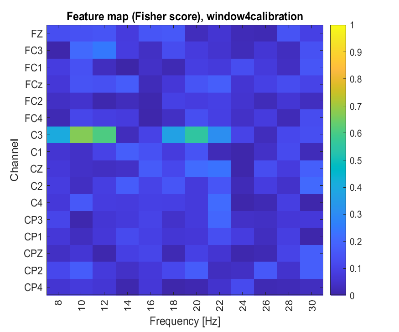 Feature map (Fisher score), window4calibration
FZ
FC3
FC1
FCz
FC2
FC4
C3
C1
CZ
C2
C4
CP3
CP1
CPZ
CP2
CP4
Channel
8 10 12 14 16 18 20 22 24 26 28 30
Frequency [Hz]
1
0.9
0.8
0.7
0.6
0.5
0.4
0.3
0.2
0.1
0